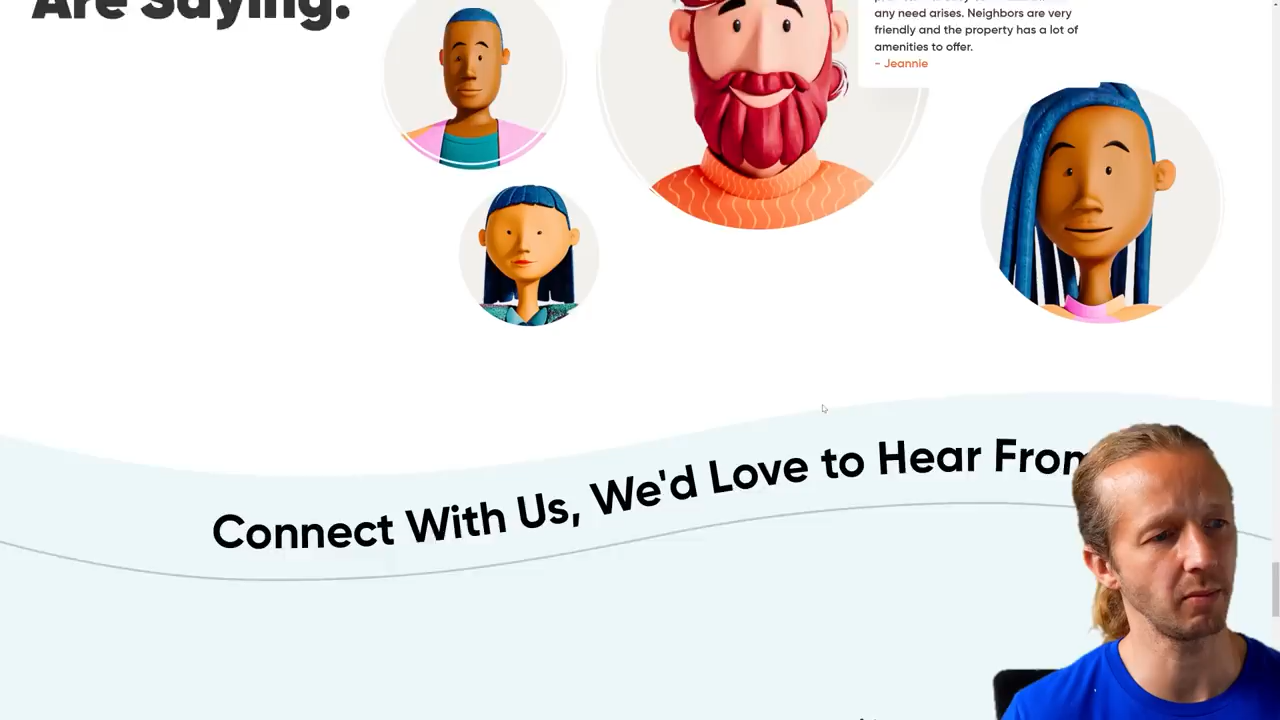 Are Saying.
any need arises. Neighbors are very
friendly and the property has a lot of
amenities to offer.
- Jeannie
Connect With Us, We'd Love to Hear From